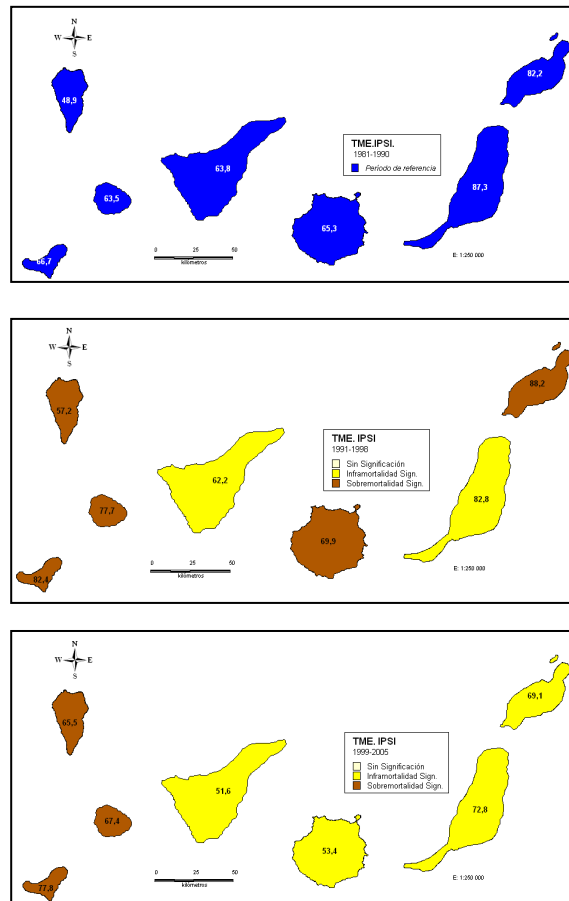 N
W E
S
48,9
82,2
63,8
TME.IPSI.
1981-1990
Periodo de referencia
87,3
63,5
65,3
66,7
0 25 50
kilómetros
E: 1:250 000
N
W E
S
88,2
57,2
TME. IPSI
1991-1998
Sin Significación
Inframortalidad Sign.
Sobremortalidad Sign.
62,2
82,8
77,7
69,9
82,4
0 25 50
kilómetros
E: 1:250 000
N
W E
S
69,1
65,5
TME. IPSI
1999-2005
Sin Significación
Inframortalidad Sign.
Sobremortalidad Sign.
51,6
72,8
67,4
53,4
77,8
0 25 50
kilómetros
E: 1:250 000